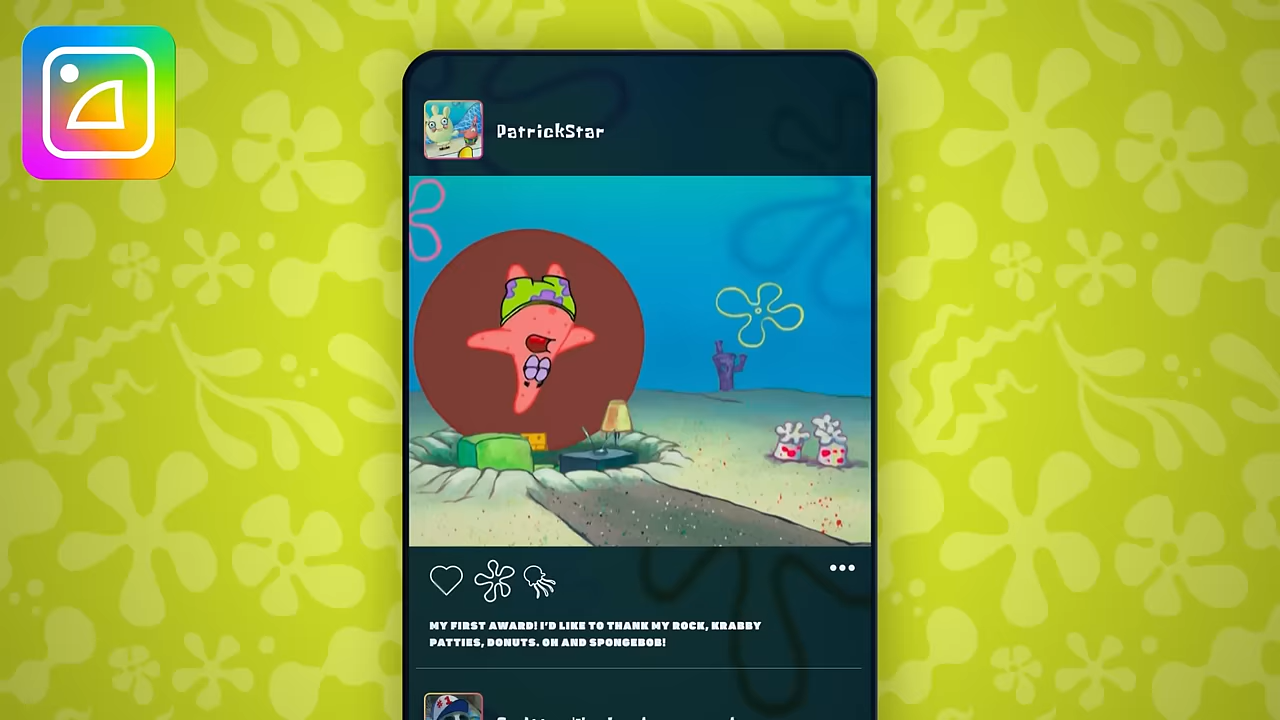 PatrickStar
MY FIRST AWARD! I'D LIKE TO THANK MY ROCK, KRABBY
PATTIES, DONUTS. OH AND SPONGEBOB!